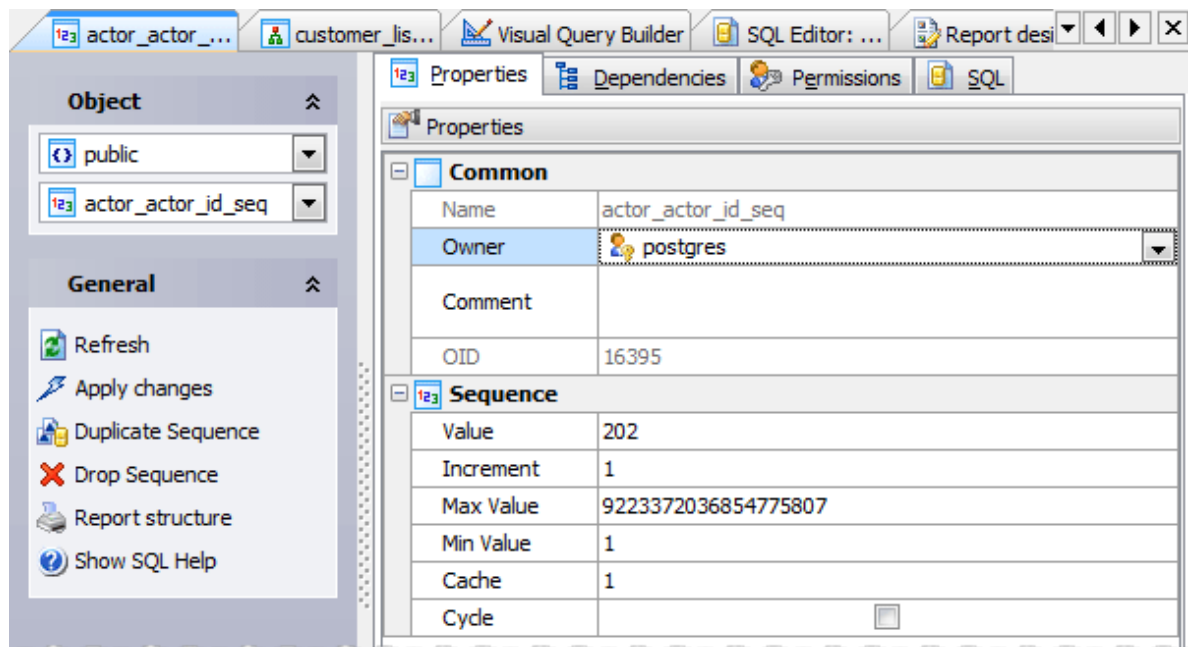 actor_actor_... customer_lis... Visual Query Builder SQL Editor: ... Report desi
Properties Dependencies Permissions SQL
Object
public
actor_actor_id_seq
General
Refresh
Apply changes
Duplicate Sequence
Drop Sequence
Report structure
Show SQL Help
Properties
Common
Name actor_actor_id_seq
Owner postgres
Comment
OID 16395
Sequence
Value 202
Increment 1
Max Value 9223372036854775807
Min Value 1
Cache 1
Cycle